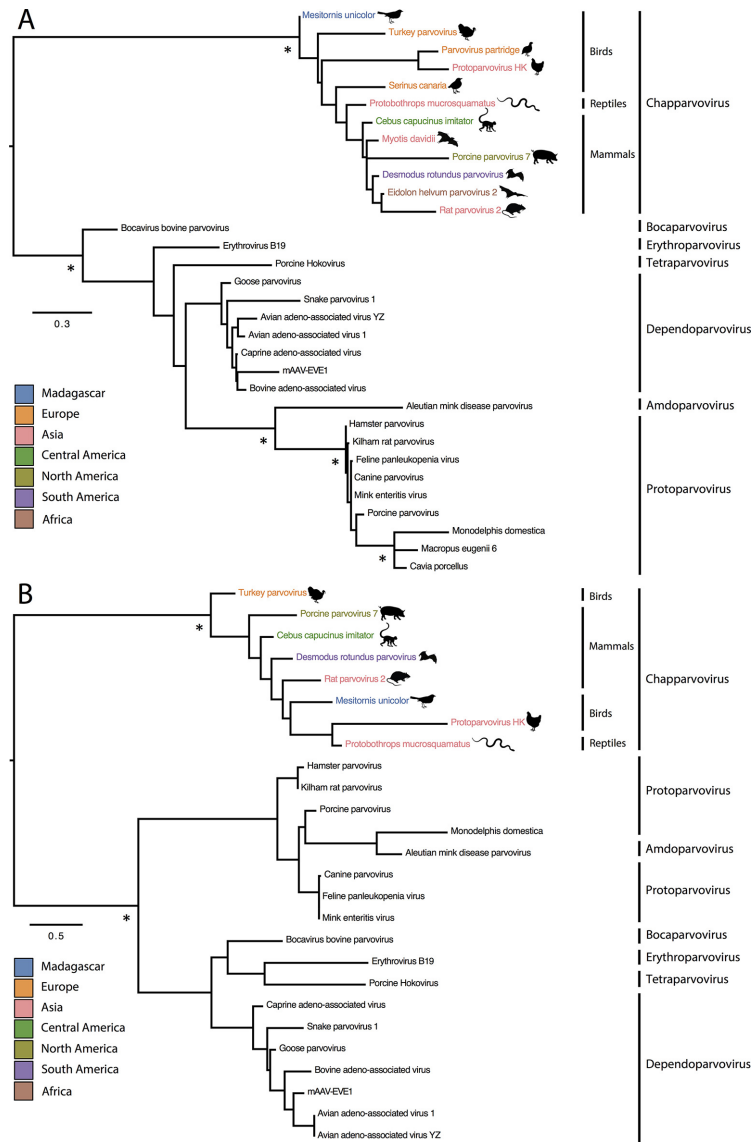 A
Mesitornis unicolor
Turkey parvovirus
Parvovirus partridge
Protoparvovirus HK
Birds
Serinus canaria
Protobothrops mucrosquamatus
Reptiles
Chapparvovirus
Cebus capucinus imitator
Myotis davidii
Porcine parvovirus 7
Mammals
Desmodus rotundus parvovirus
Eidolon helvum parvovirus 2
Rat parvovirus 2
Bocavirus bovine parvovirus
Bocaparvovirus
Erythrovirus B19
Erythroparvovirus
Porcine Hokovirus
Tetraparvovirus
Goose parvovirus
Snake parvovirus 1
0.3
Avian adeno-associated virus YZ
Avian adeno-associated virus 1
Dependoparvovirus
Caprine adeno-associated virus
mAAV-EVE1
Bovine adeno-associated virus
Madagascar
Europe
Asia
Central America
North America
South America
Africa
Aleutian mink disease parvovirus
Amdoparvovirus
Hamster parvovirus
Kilham rat parvovirus
Feline panleukopenia virus
Canine parvovirus
Protoparvovirus
Mink enteritis virus
Porcine parvovirus
Monodelphis domestica
Macropus eugenii 6
Cavia porcellus
*
*
*
*
*
B
Turkey parvovirus
Birds
Porcine parvovirus 7
Cebus capucinus imitator
Mammals
Desmodus rotundus parvovirus
Rat parvovirus 2
Chapparvovirus
Mesitornis unicolor
Birds
Protoparvovirus HK
Protobothrops mucrosquamatus
Reptiles
Hamster parvovirus
Kilham rat parvovirus
Protoparvovirus
Porcine parvovirus
Monodelphis domestica
Aleutian mink disease parvovirus
Amdoparvovirus
Canine parvovirus
Feline panleukopenia virus
Protoparvovirus
Mink enteritis virus
0.5
Bocavirus bovine parvovirus
Bocaparvovirus
Erythrovirus B19
Erythroparvovirus
Porcine Hokovirus
Tetraparvovirus
Madagascar
Europe
Asia
Central America
North America
South America
Africa
Caprine adeno-associated virus
Snake parvovirus 1
Goose parvovirus
Dependoparvovirus
Bovine adeno-associated virus
mAAV-EVE1
Avian adeno-associated virus 1
Avian adeno-associated virus YZ
*
*